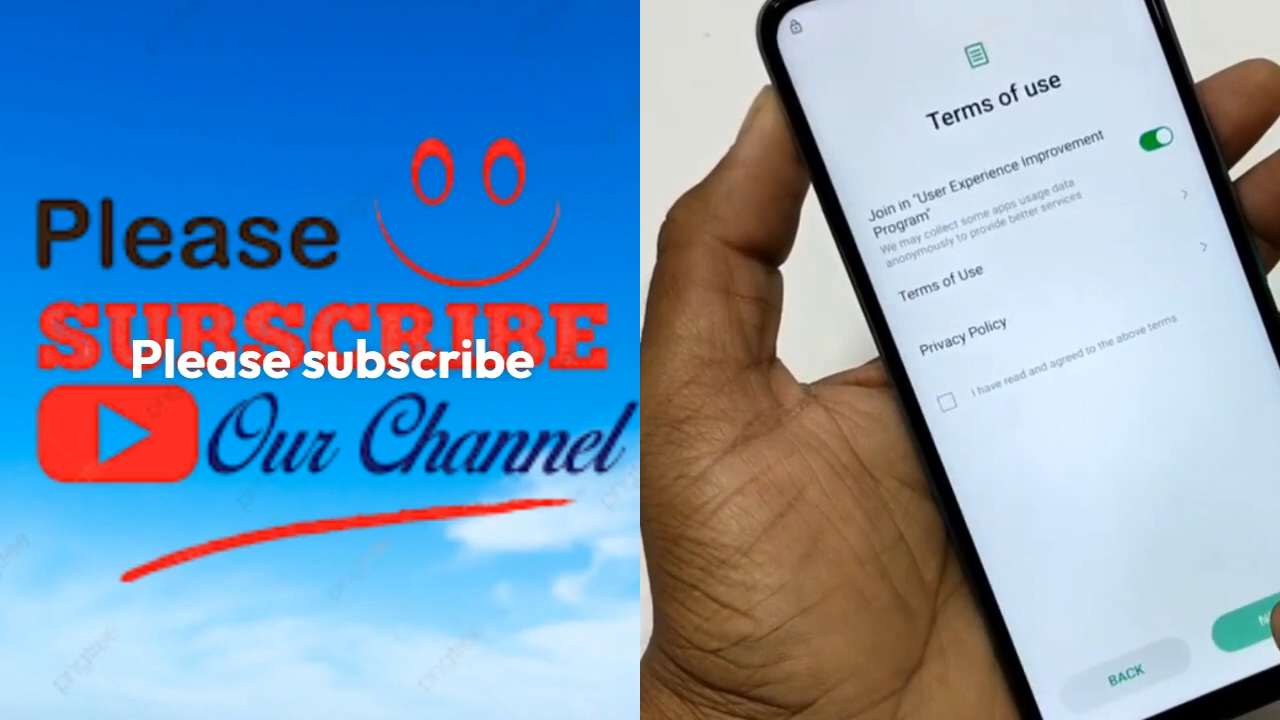 Please
SUBSCRIBE
Please subscribe
Our Channel
Terms of use
Join in "User Experience Improvement
Program"
We may collect some apps usage data
anonymously to provide better services
Terms of Use
Privacy Policy
I have read and agreed to the above terms
BACK